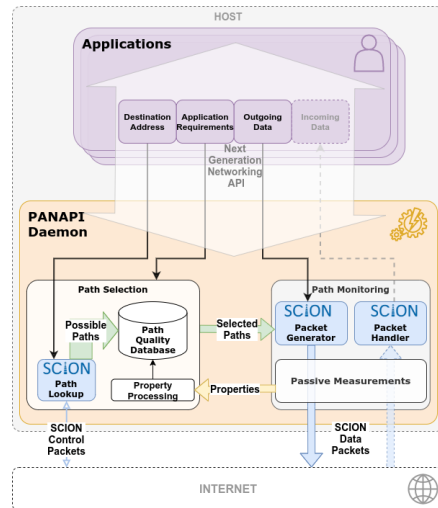 HOST
Applications
Destination
Address
Application
Requirements
Outgoing
Data
Incoming
Data
Next
Generation
Networking
API
PANAPI
Daemon
Path Selection
Possible
Paths
Path
Quality
Database
SCION
Path
Lookup
Property
Processing
Selected
Paths
Properties
Path Monitoring
SCION
Packet
Generator
SCION
Packet
Handler
Passive Measurements
SCION
Control
Packets
SCION
Data
Packets
INTERNET